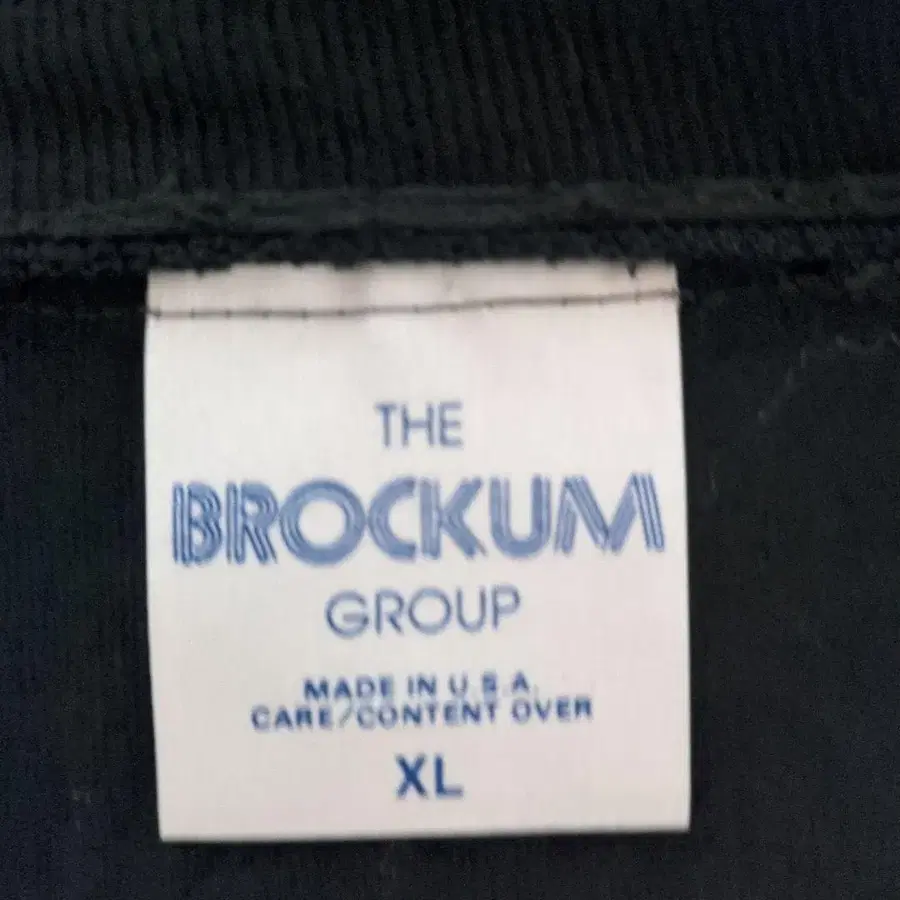 THE
BROCKUM
GROUP
MADE IN U.S.A.
CARE/CONTENT OVER
XL